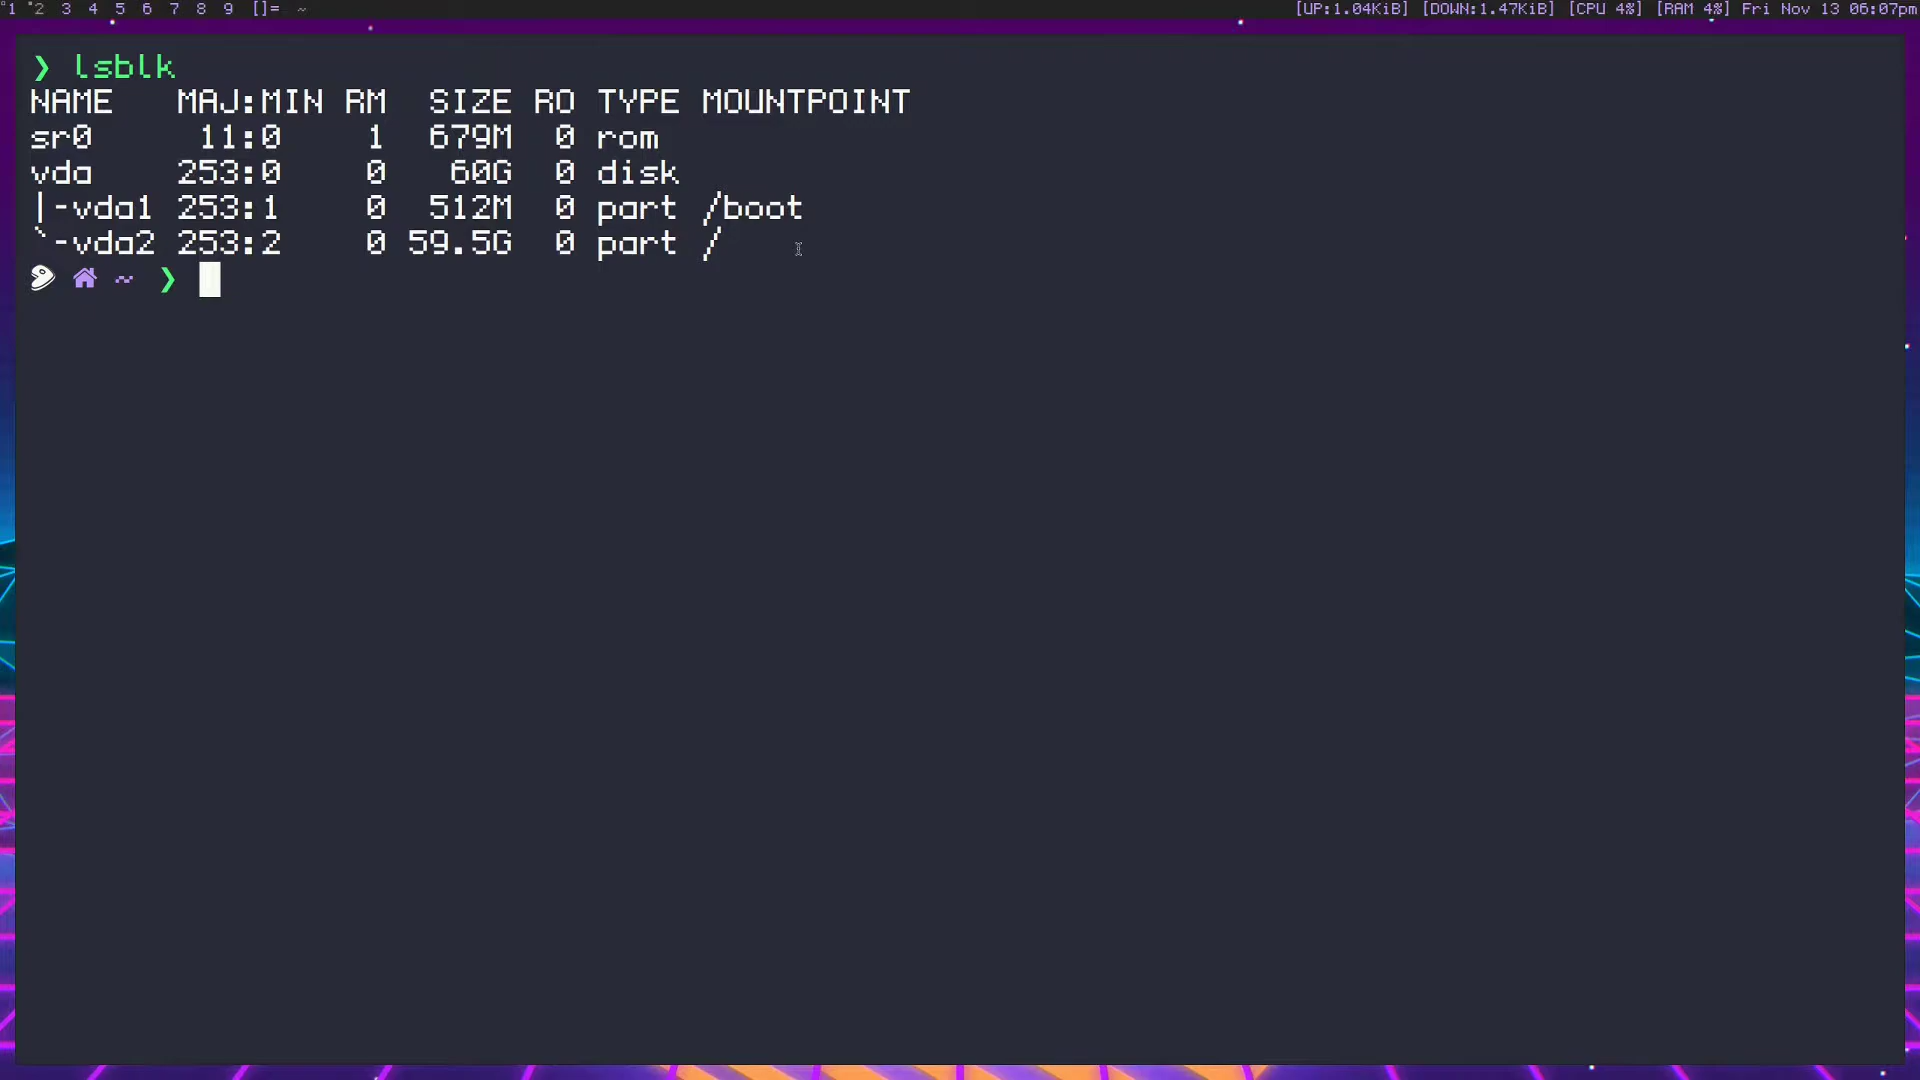 1 2 3 4 5 6 7 8 9 []= ~ [UP:1.04KiB] [DOWN:1.47KiB] [CPU 4%] [RAM 4%] Fri Nov 13 06:07pm
❯ lsblk
NAME   MAJ:MIN RM  SIZE RO TYPE MOUNTPOINT
sr0     11:0    1  679M  0 rom
vda    253:0    0   60G  0 disk
|-vda1 253:1    0  512M  0 part /boot
`-vda2 253:2    0 59.5G  0 part /
~ ❯